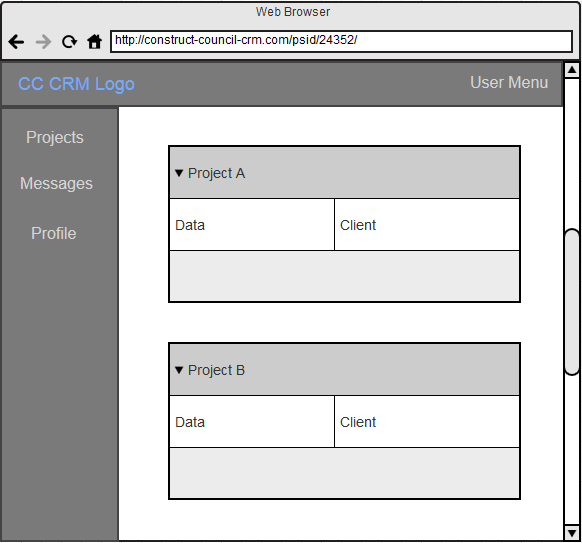 Web Browser
http://construct-council-crm.com/psid/24352/
CC CRM Logo
User Menu
Projects
Messages
Profile
Project A
Data
Client
Project B
Data
Client